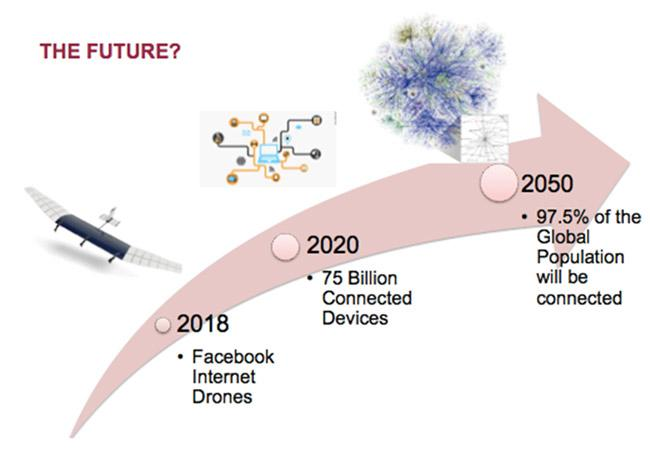 THE FUTURE?
2050
• 97.5% of the
Global
Population
will be
connected
2020
• 75 Billion
Connected
Devices
2018
• Facebook
Internet
Drones